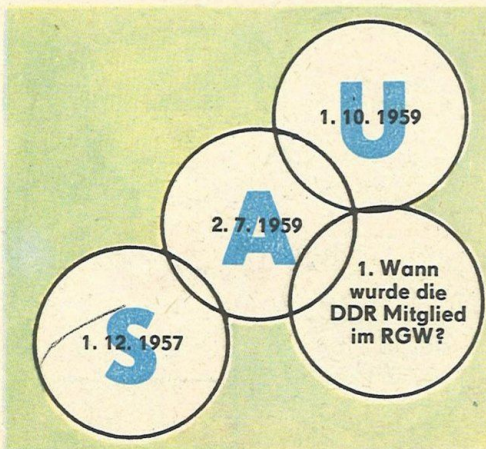 U
1. 10. 1959
A
2. 7. 1959
1. Wann
wurde die
DDR Mitglied
im RGW?
S
1. 12. 1957